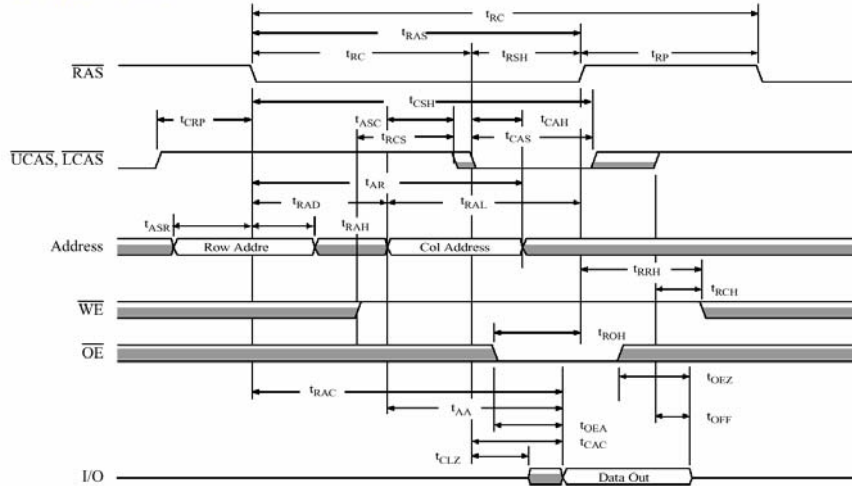 tRC
tRAS
tRC
tRSH
tRP
RAS
tCSH
tCRP
tASC
tCAH
tRCS
tCAS
UCAS, LCAS
tAR
tRAD
tRAL
tASR
tRAH
Address
Row Addre
Col Address
tRRH
tRCH
WE
tROH
OE
tOEZ
tRAC
tAA
tOEA
tOFF
tCAC
tCLZ
I/O
Data Out